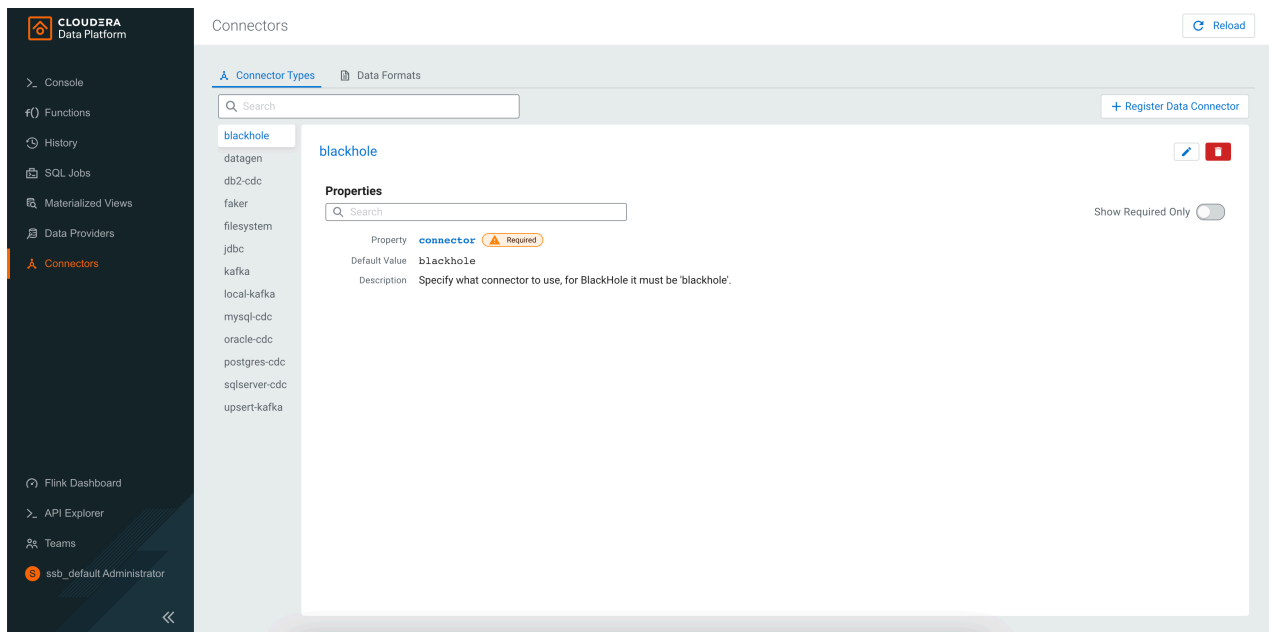 CLOUDERA
Data Platform
Connectors
Reload
Console
Functions
History
SQL Jobs
Materialized Views
Data Providers
Connectors
Connector Types
Data Formats
Search
+ Register Data Connector
blackhole
datagen
db2-cdc
faker
filesystem
jdbc
kafka
local-kafka
mysql-cdc
oracle-cdc
postgres-cdc
sqlserver-cdc
upsert-kafka
blackhole
Properties
Search
Show Required Only
Property connector Required
Default Value blackhole
Description Specify what connector to use, for BlackHole it must be 'blackhole'.
Flink Dashboard
API Explorer
Teams
S ssb_default Administrator